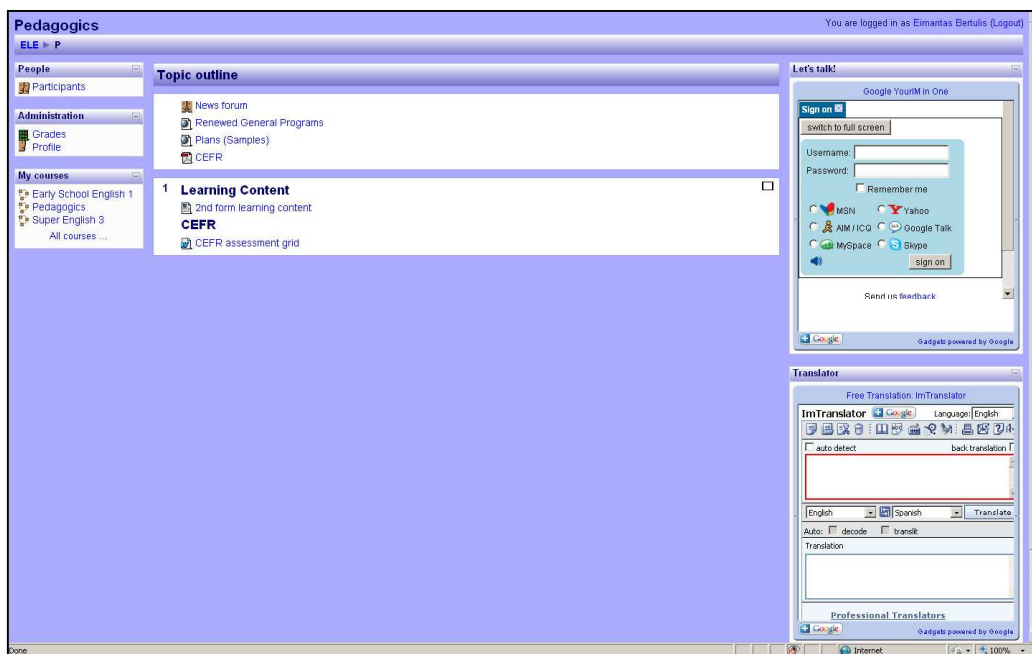 Pedagogics
You are logged in as Eimantas Bertulis (Logout)
ELE ► P
People
Participants
Administration
Grades
Profile
My courses
Early School English 1
Pedagogics
Super English 3
All courses ...
Topic outline
News forum
Renewed General Programs
Plans (Samples)
CEFR
1 Learning Content
2nd form learning content
CEFR
CEFR assessment grid
Let's talk!
Google YourIM in One
Sign on
switch to full screen
Username:
Password:
Remember me
MSN Yahoo
AIM / ICQ Google Talk
MySpace Skype
sign on
Send us feedback
Google Gadgets powered by Google
Translator
Free Translation: ImTranslator
ImTranslator Google Language: English
auto detect back translation
English Spanish Translate
Auto: decode translit
Translation
Professional Translators
Google Gadgets powered by Google
Done Internet 100%